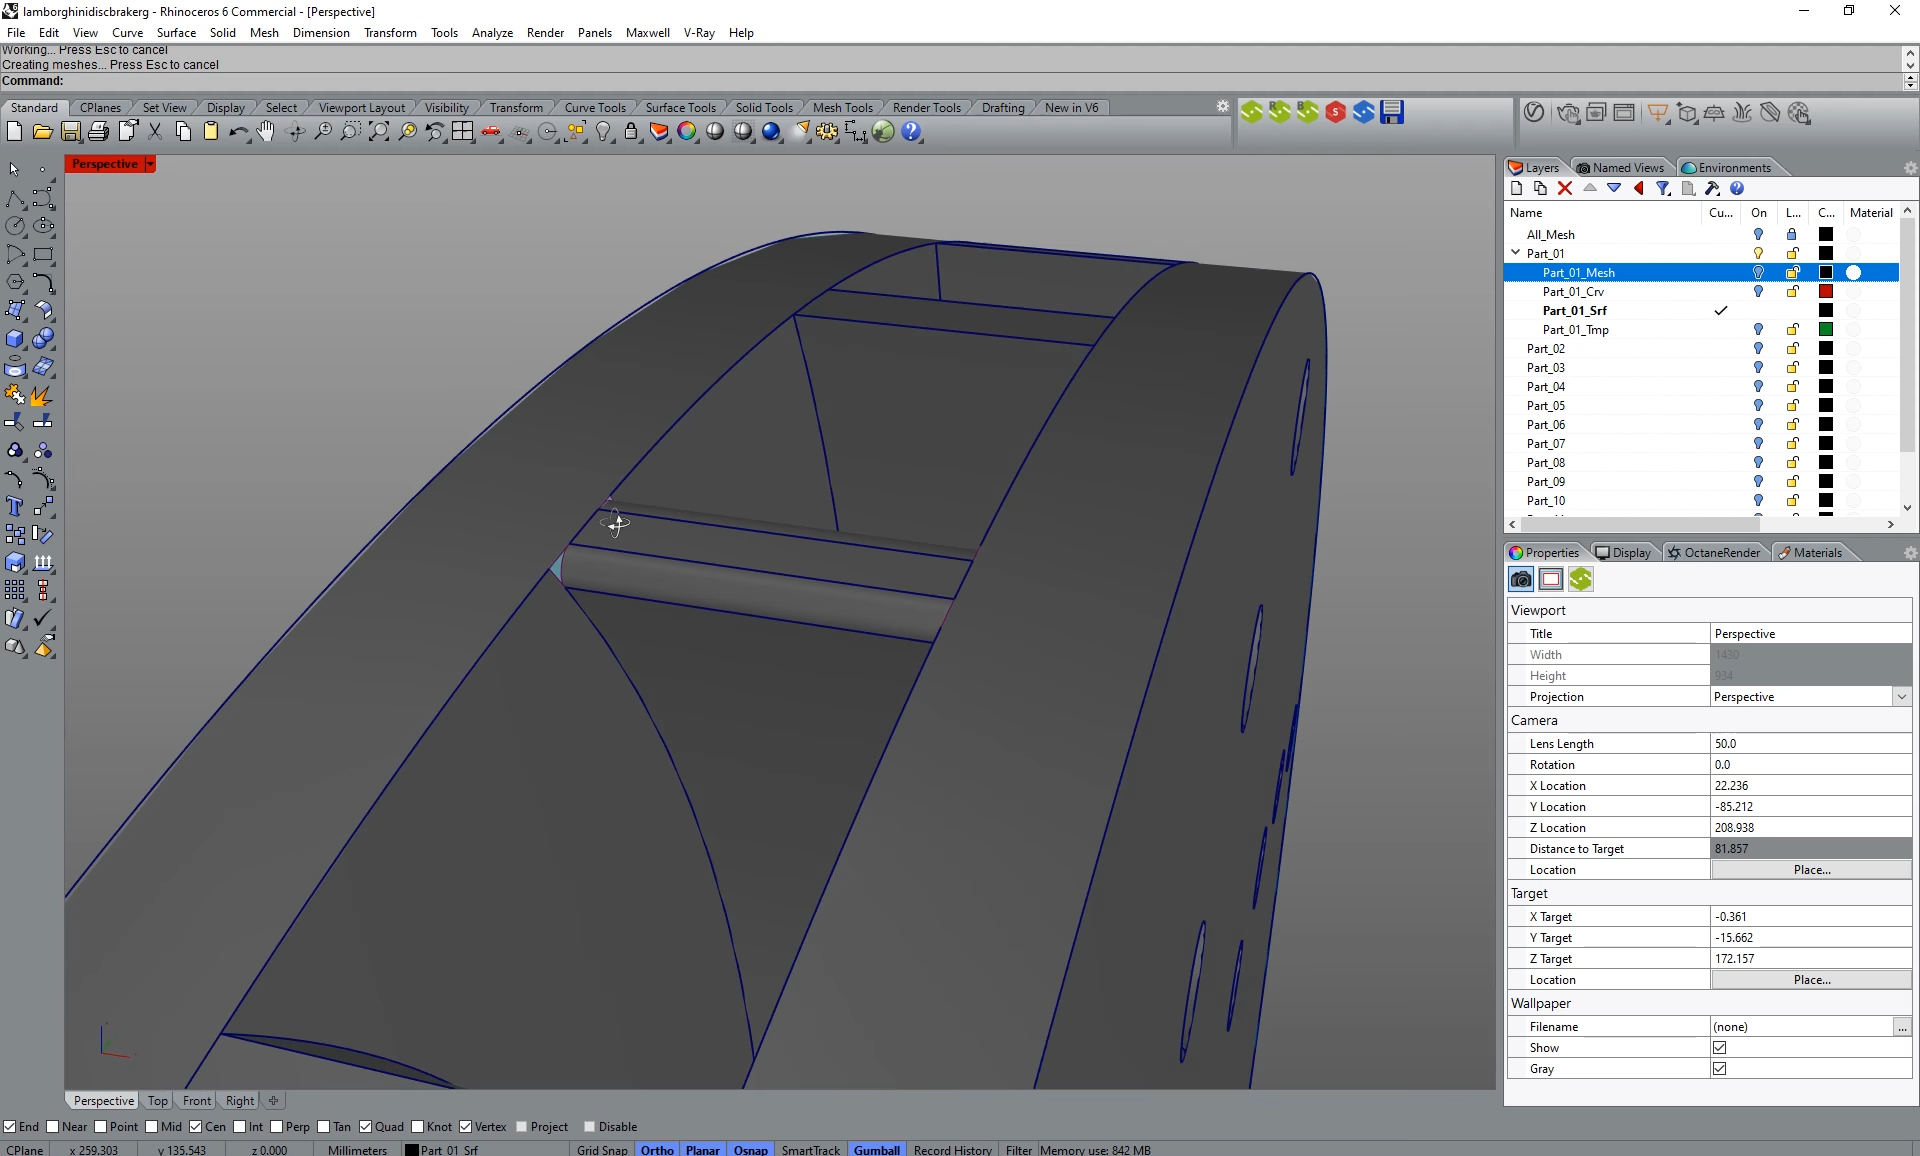 lamborghinidiscbrakerg - Rhinoceros 6 Commercial - [Perspective]
File Edit View Curve Surface Solid Mesh Dimension Transform Tools Analyze Render Panels Maxwell V-Ray Help
Working... Press Esc to cancel
Creating meshes... Press Esc to cancel
Command:
Standard CPlanes Set View Display Select Viewport Layout Visibility Transform Curve Tools Surface Tools Solid Tools Mesh Tools Render Tools Drafting New in V6
Perspective
Layers Named Views Environments
Name Cu... On L... C... Material
All_Mesh
Part_01
Part_01_Mesh
Part_01_Crv
Part_01_Srf
Part_01_Tmp
Part_02
Part_03
Part_04
Part_05
Part_06
Part_07
Part_08
Part_09
Part_10
Properties Display OctaneRender Materials
Viewport
Title Perspective
Width 1430
Height 934
Projection Perspective
Camera
Lens Length 50.0
Rotation 0.0
X Location 22.236
Y Location -85.212
Z Location 208.938
Distance to Target 81.857
Location Place...
Target
X Target -0.361
Y Target -15.662
Z Target 172.157
Location Place...
Wallpaper
Filename (none) ...
Show
Gray
Perspective Top Front Right
End Near Point Mid Cen Int Perp Tan Quad Knot Vertex Project Disable
CPlane x 259.303 y 135.543 z 0.000 Millimeters Part_01_Srf Grid Snap Ortho Planar Osnap SmartTrack Gumball Record History Filter Memory use: 842 MB